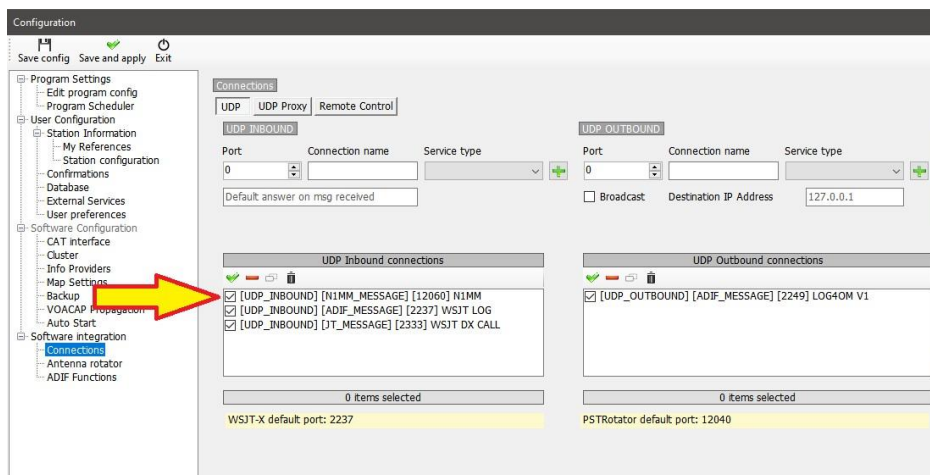 Configuration
Save config Save and apply Exit
Program Settings
Edit program config
Program Scheduler
User Configuration
Station Information
My References
Station configuration
Confirmations
Database
External Services
User preferences
Software Configuration
CAT interface
Cluster
Info Providers
Map Settings
Backup
VOACAP Propagation
Auto Start
Software integration
Connections
Antenna rotator
ADIF Functions
Connections
UDP UDP Proxy Remote Control
UDP INBOUND
Port Connection name Service type
0
Default answer on msg received
UDP Inbound connections
[UDP_INBOUND] [N1MM_MESSAGE] [12060] N1MM
[UDP_INBOUND] [ADIF_MESSAGE] [2237] WSJT LOG
[UDP_INBOUND] [JT_MESSAGE] [2333] WSJT DX CALL
0 items selected
WSJT-X default port: 2237
UDP OUTBOUND
Port Connection name Service type
0
Broadcast Destination IP Address 127.0.0.1
UDP Outbound connections
[UDP_OUTBOUND] [ADIF_MESSAGE] [2249] LOG4OM V1
0 items selected
PSTRotator default port: 12040